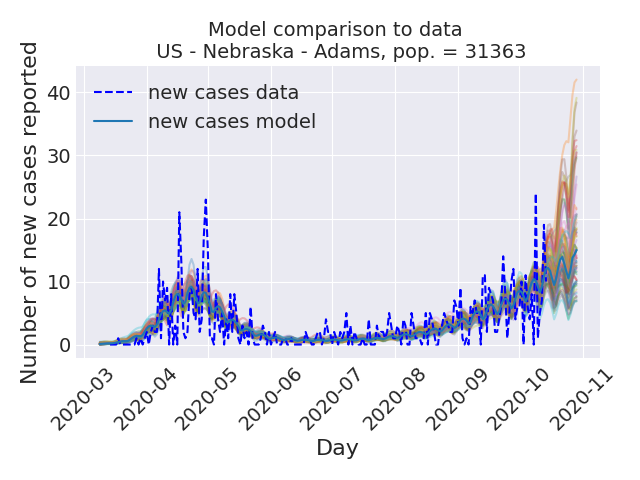 Model comparison to data
US - Nebraska - Adams, pop. = 31363
Number of new cases reported
40
30
20
10
0
new cases data
new cases model
2020-03
2020-04
2020-05
2020-06
2020-07
2020-08
2020-09
2020-10
2020-11
Day